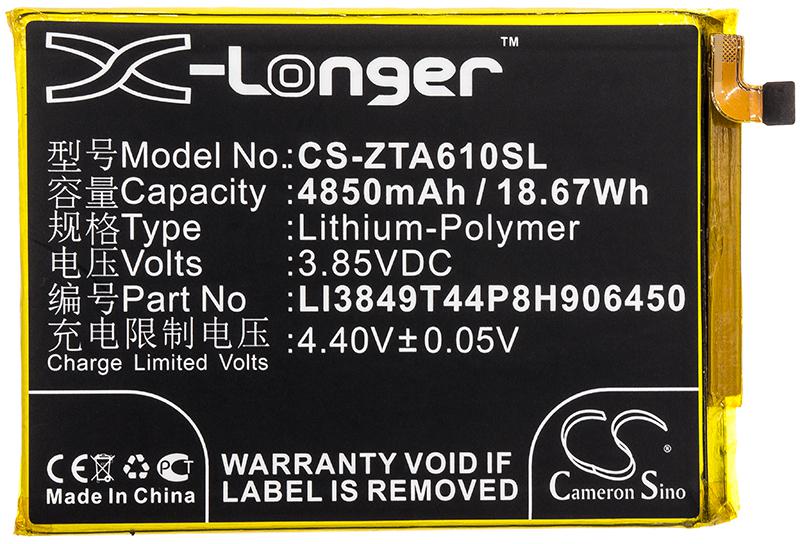 X-Longer™
型号Model No.:CS-ZTA610SL
容量Capacity :4850mAh / 18.67Wh
规格Type :Lithium-Polymer
电压Volts :3.85VDC
编号Part No :LI3849T44P8H906450
充电限制电压:4.40V±0.05V
Charge Limited Volts
CE PCT
Made In China
WARRANTY VOID IF
LABEL IS REMOVED
CS®
Cameron Sino